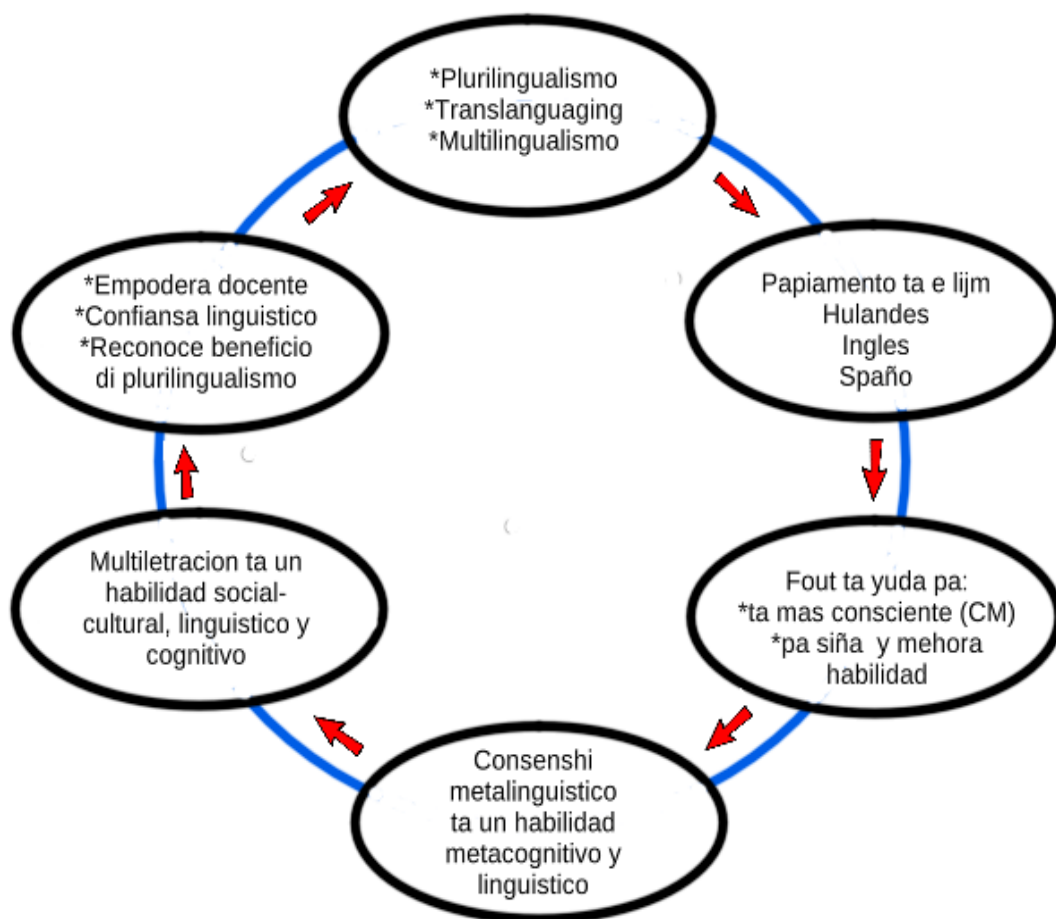 *Plurilingualismo
*Translanguaging
*Multilingualismo
Papiamento ta e lijm
Hulandes
Ingles
Spaño
Fout ta yuda pa:
*ta mas consciente (CM)
*pa siña y mehora
habilidad
Consenshi
metalinguistico
ta un habilidad
metacognitivo y
linguistico
Multiletracion ta un
habilidad social-
cultural, linguistico y
cognitivo
*Empodera docente
*Confiansa linguistico
*Reconoce beneficio
di plurilingualismo